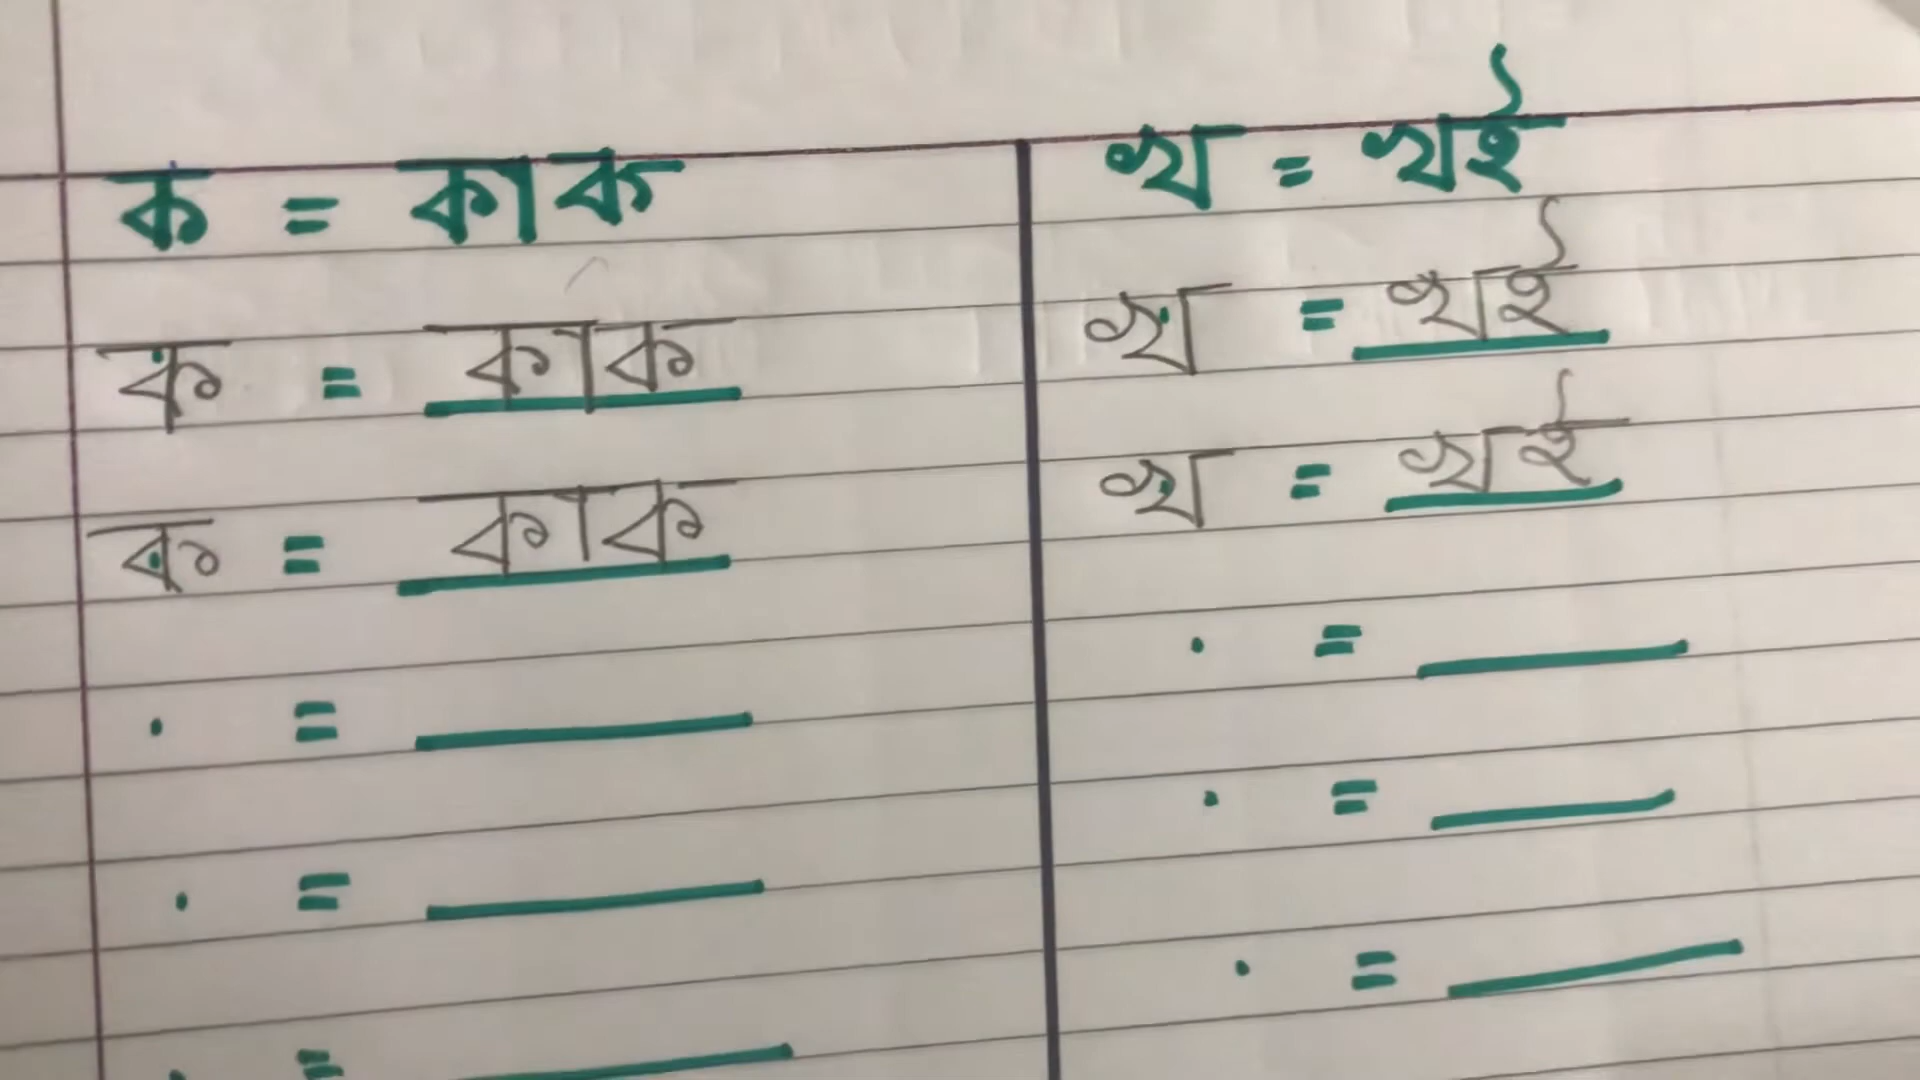 ক = কাক
ক = কাক
ক = কাক
. =
. =
. =
খ = খই
খ = খই
খ = খই
. =
. =
. =